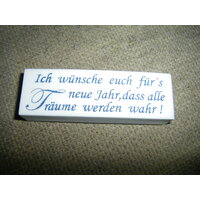 Ich wünsche euch für's
neue Jahr, dass alle
Träume werden wahr!